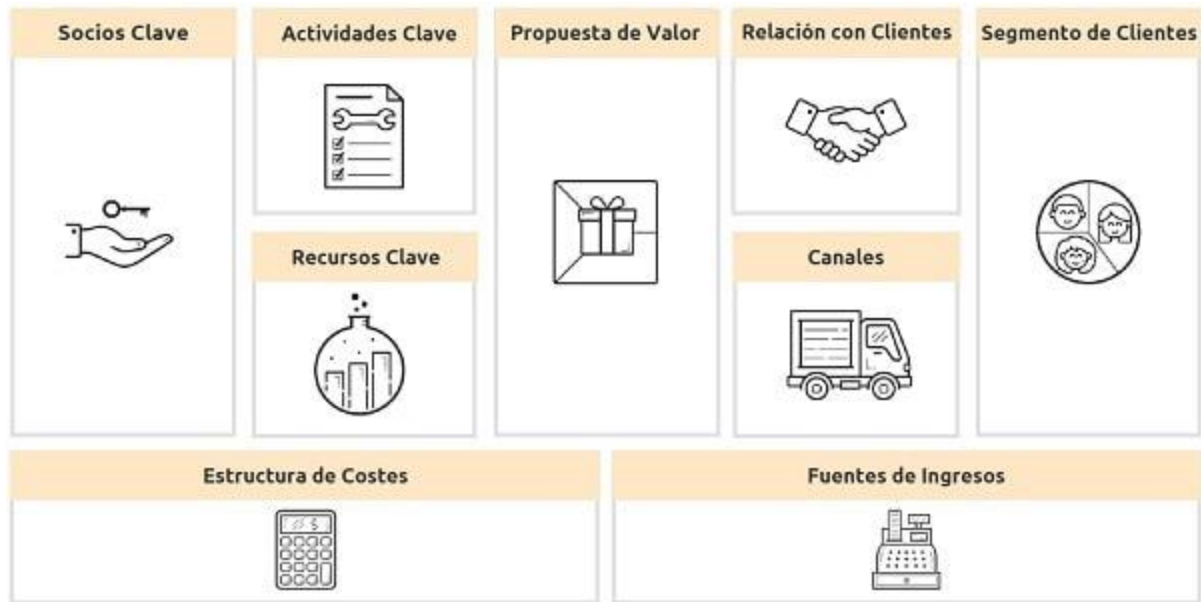 Socios Clave
Actividades Clave
Propuesta de Valor
Relación con Clientes
Segmento de Clientes
Recursos Clave
Canales
Estructura de Costes
Fuentes de Ingresos